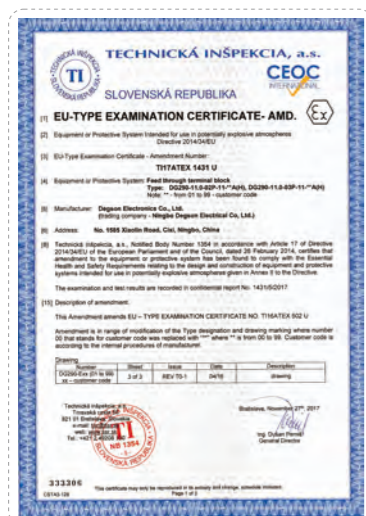 TECHNICKÁ INŠPEKCIA, a.s.
TI
CEOC
INTERNATIONAL
SLOVENSKÁ REPUBLIKA
Ex
[1] EU-TYPE EXAMINATION CERTIFICATE- AMD.
[2] Equipment or Protective System Intended for use in potentially explosive atmospheres
Directive 2014/34/EU
[3] EU-Type Examination Certificate - Amendment Number:
TI17ATEX 1431 U
[4] Equipment or Protective System: Feed through terminal block
Type: DG290-11.0-02P-11-**A(H), DG290-11.0-03P-11-**A(H)
Note: ** - from 01 to 99 - customer code
[5] Manufacturer: Degson Electronics Co., Ltd.
(trading company - Ningbo Degson Electrical Co, Ltd.)
[6] Address: No. 1585 Xiaolin Road, Cixi, Ningbo, China
Technická inšpekcia, a.s., Notified Body Number 1354 in accordance with Article 17 of Directive
2014/34/EU of the European Parliament and of the Council, dated 26 February 2014, certifies that
amendment to the equipment or protective system has been found to comply with the Essential
Health and Safety Requirements relating to the design and construction of equipment and protective
systems intended for use in potentially explosive atmospheres given in Annex II to the Directive.
The examination and test results are recorded in confidential report No. 1431/5/2017
[15] Description of amendment:
This Amendment amends EU – TYPE EXAMINATION CERTIFICATE NO. TI16ATEX 502 U
Amendment is in range of modification of the Type designation and drawing marking where number
00 that stands for customer code was replaced with "**" where ** is from 00 to 99. Customer code is
according to the internal procedures of manufacturer.
Drawing
Number Sheet Issue Date Description
(01 to 99)
xx – customer code 3 of 3 REV T0-1 04/16 drawing
Technická inšpekcia, a.s.
Bratislava, November 27th, 2017
Ing. Dušan
General Director
333306
This certificate may only be reproduced in its entirety and change, schedule included.
Page 1 of 2